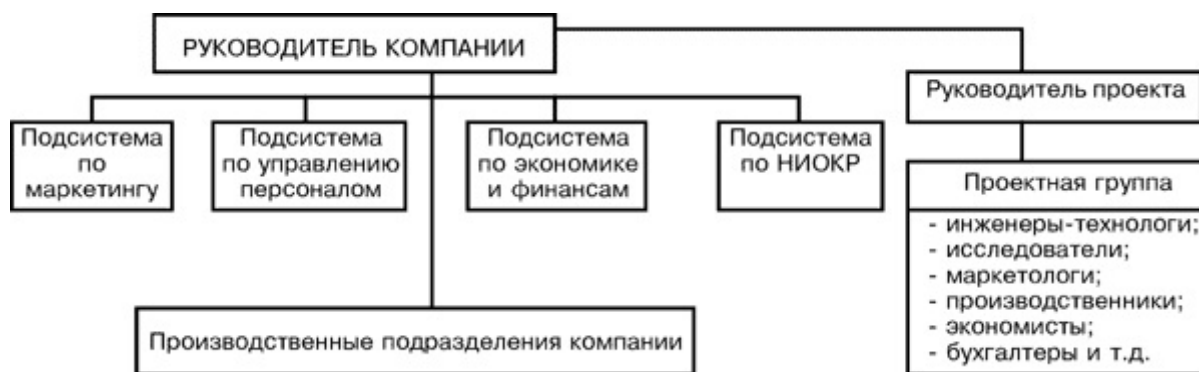 РУКОВОДИТЕЛЬ КОМПАНИИ
Руководитель проекта
Подсистема
по
маркетингу
Подсистема
по управлению
персоналом
Подсистема
по экономике
и финансам
Подсистема
по НИОКР
Проектная группа
- инженеры-технологи;
- исследователи;
- маркетологи;
- производственники;
- экономисты;
- бухгалтеры и т.д.
Производственные подразделения компании